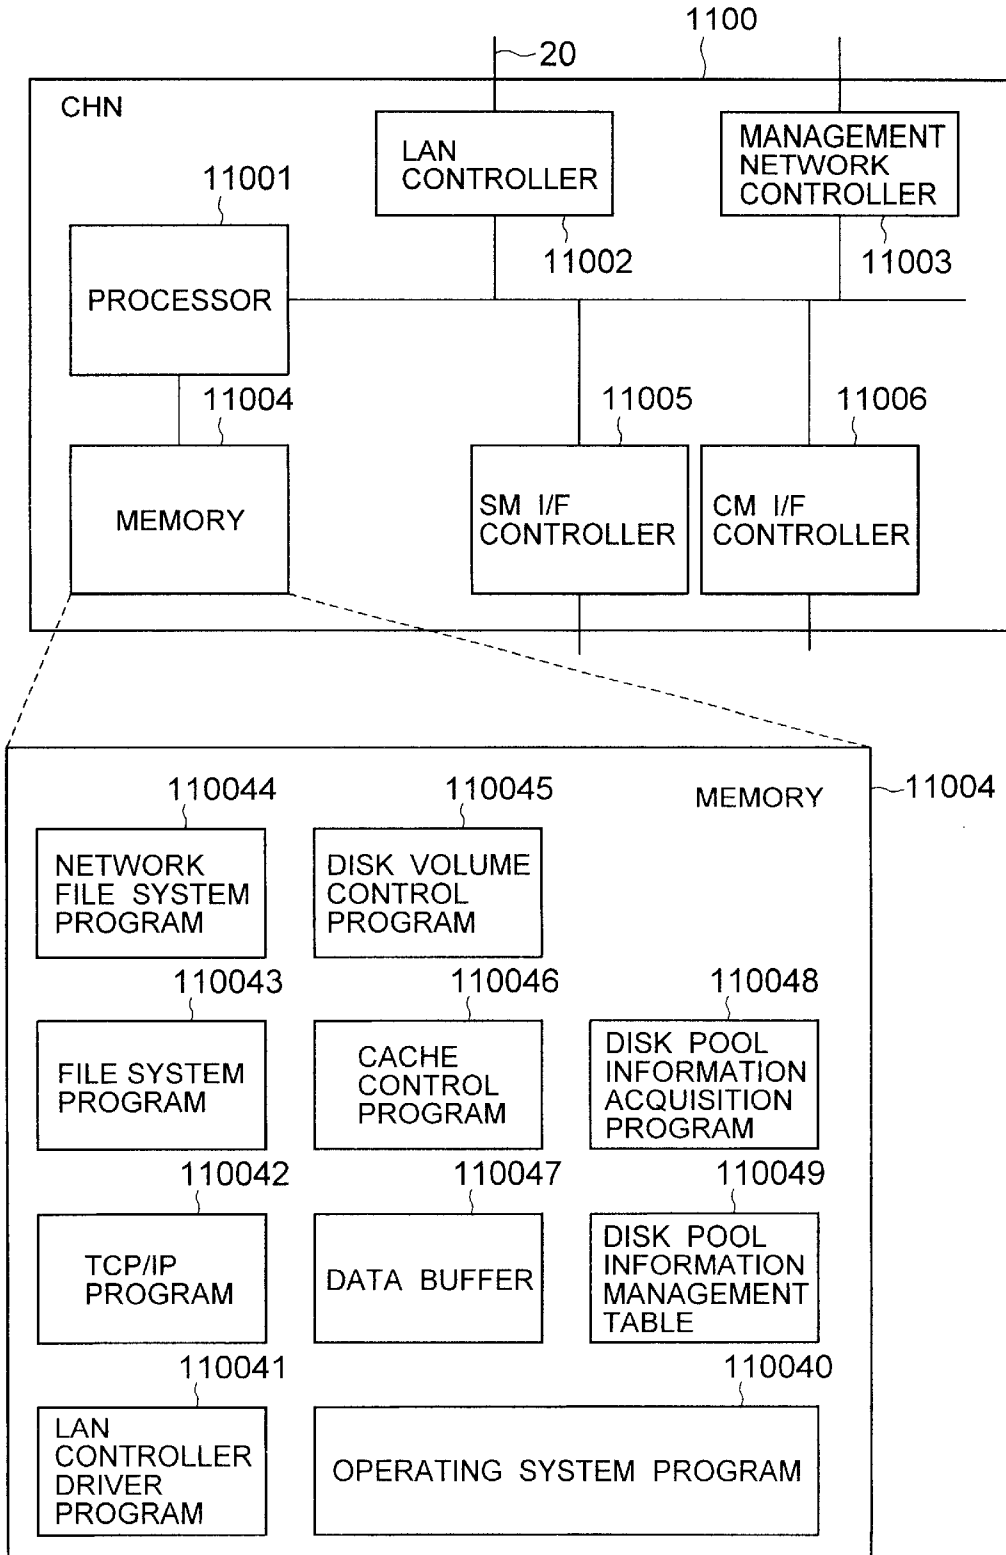 1100
20
CHN
LAN
CONTROLLER
MANAGEMENT
NETWORK
CONTROLLER
11001
11002
11003
PROCESSOR
11004
11005
11006
MEMORY
SM I/F
CONTROLLER
CM I/F
CONTROLLER
11004
MEMORY
110044
110045
NETWORK
FILE SYSTEM
PROGRAM
DISK VOLUME
CONTROL
PROGRAM
110043
110046
110048
FILE SYSTEM
PROGRAM
CACHE
CONTROL
PROGRAM
DISK POOL
INFORMATION
ACQUISITION
PROGRAM
110042
110047
110049
TCP/IP
PROGRAM
DATA BUFFER
DISK POOL
INFORMATION
MANAGEMENT
TABLE
110041
110040
LAN
CONTROLLER
DRIVER
PROGRAM
OPERATING SYSTEM PROGRAM